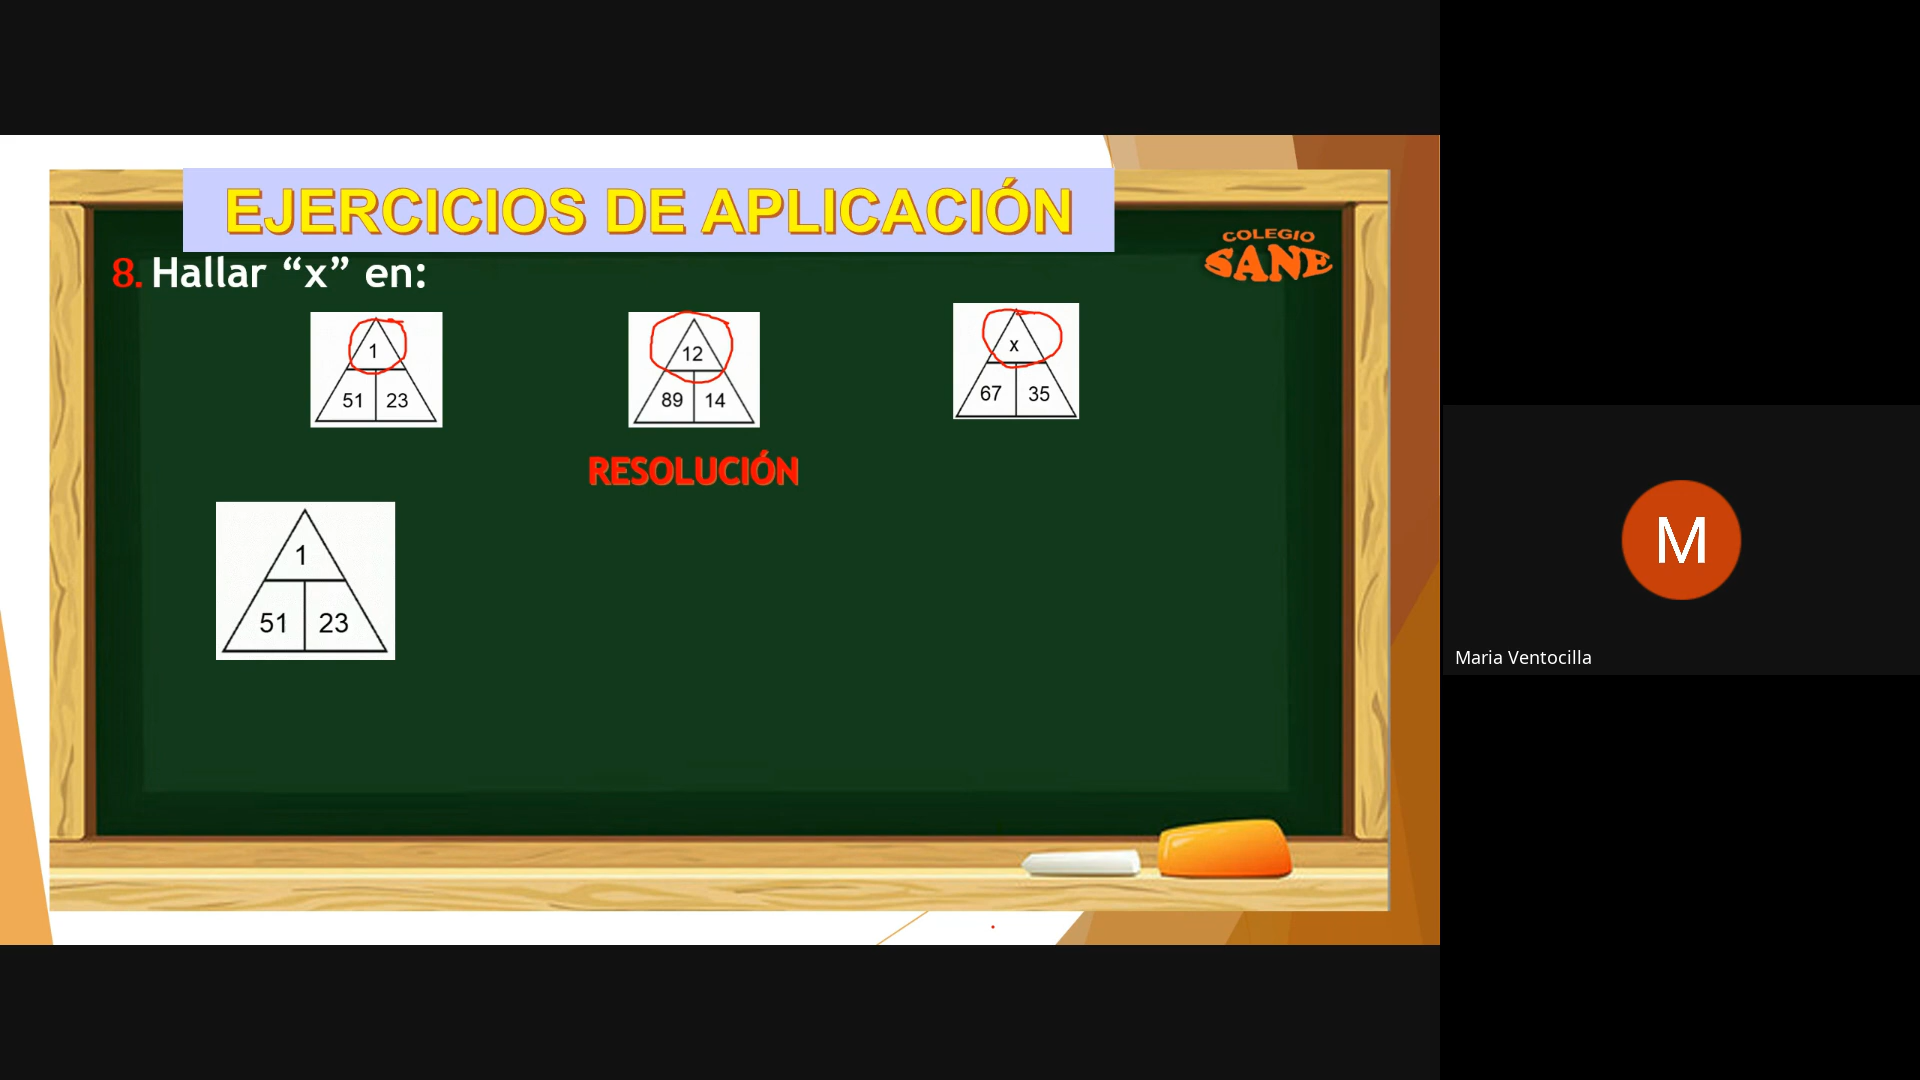 EJERCICIOS DE APLICACIÓN
COLEGIO
SANE
8. Hallar “x” en:
1
51 23
12
89 14
x
67 35
RESOLUCIÓN
1
51 23
M
Maria Ventocilla